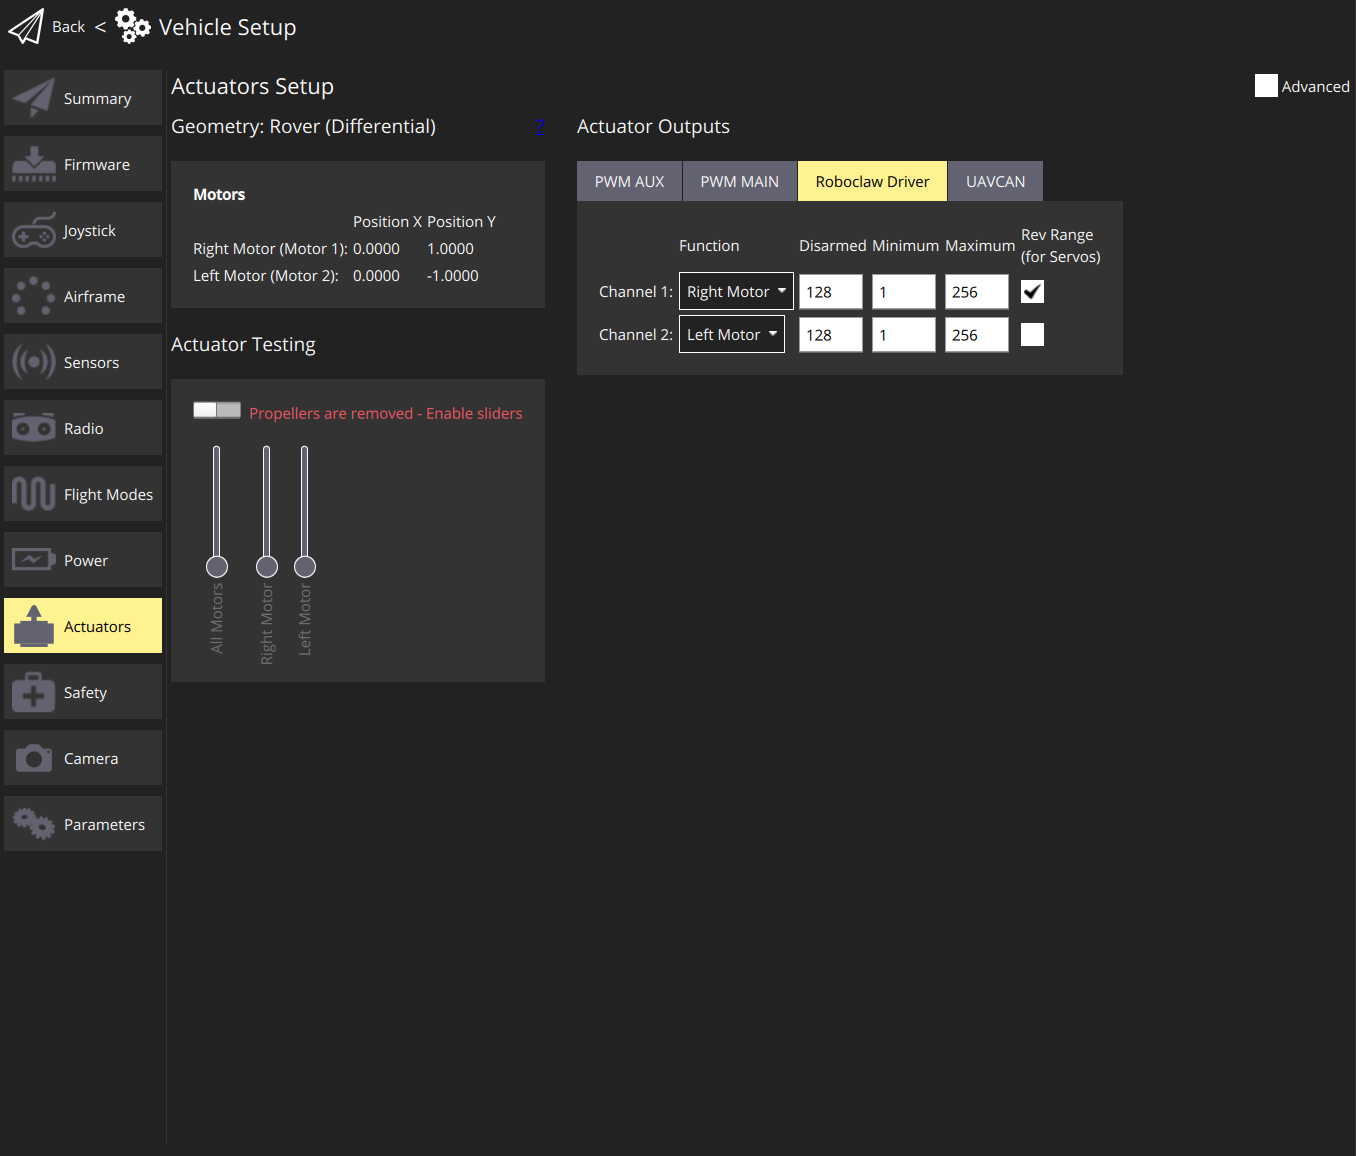 Back < Vehicle Setup
Summary
Firmware
Joystick
Airframe
Sensors
Radio
Flight Modes
Power
Actuators
Safety
Camera
Parameters
Actuators Setup
Advanced
Geometry: Rover (Differential) ?
Motors
Position X Position Y
Right Motor (Motor 1): 0.0000 1.0000
Left Motor (Motor 2): 0.0000 -1.0000
Actuator Testing
Propellers are removed - Enable sliders
All Motors
Right Motor
Left Motor
Actuator Outputs
PWM AUX PWM MAIN Roboclaw Driver UAVCAN
Function Disarmed Minimum Maximum Rev Range
(for Servos)
Channel 1: Right Motor 128 1 256
Channel 2: Left Motor 128 1 256